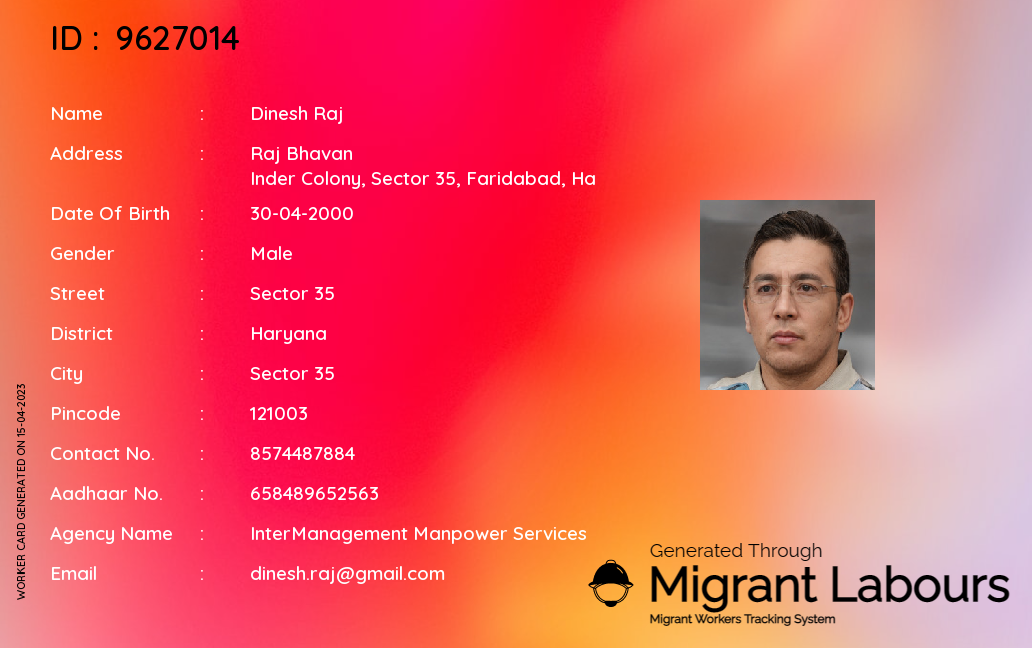 ID : 9627014
Name : Dinesh Raj
Address : Raj Bhavan
Inder Colony, Sector 35, Faridabad, Ha
Date Of Birth : 30-04-2000
Gender : Male
Street : Sector 35
District : Haryana
City : Sector 35
Pincode : 121003
Contact No. : 8574487884
Aadhaar No. : 658489652563
Agency Name : InterManagement Manpower Services
Email : dinesh.raj@gmail.com
WORKER CARD GENERATED ON 15-04-2023
Generated Through
Migrant Labours
Migrant Workers Tracking System